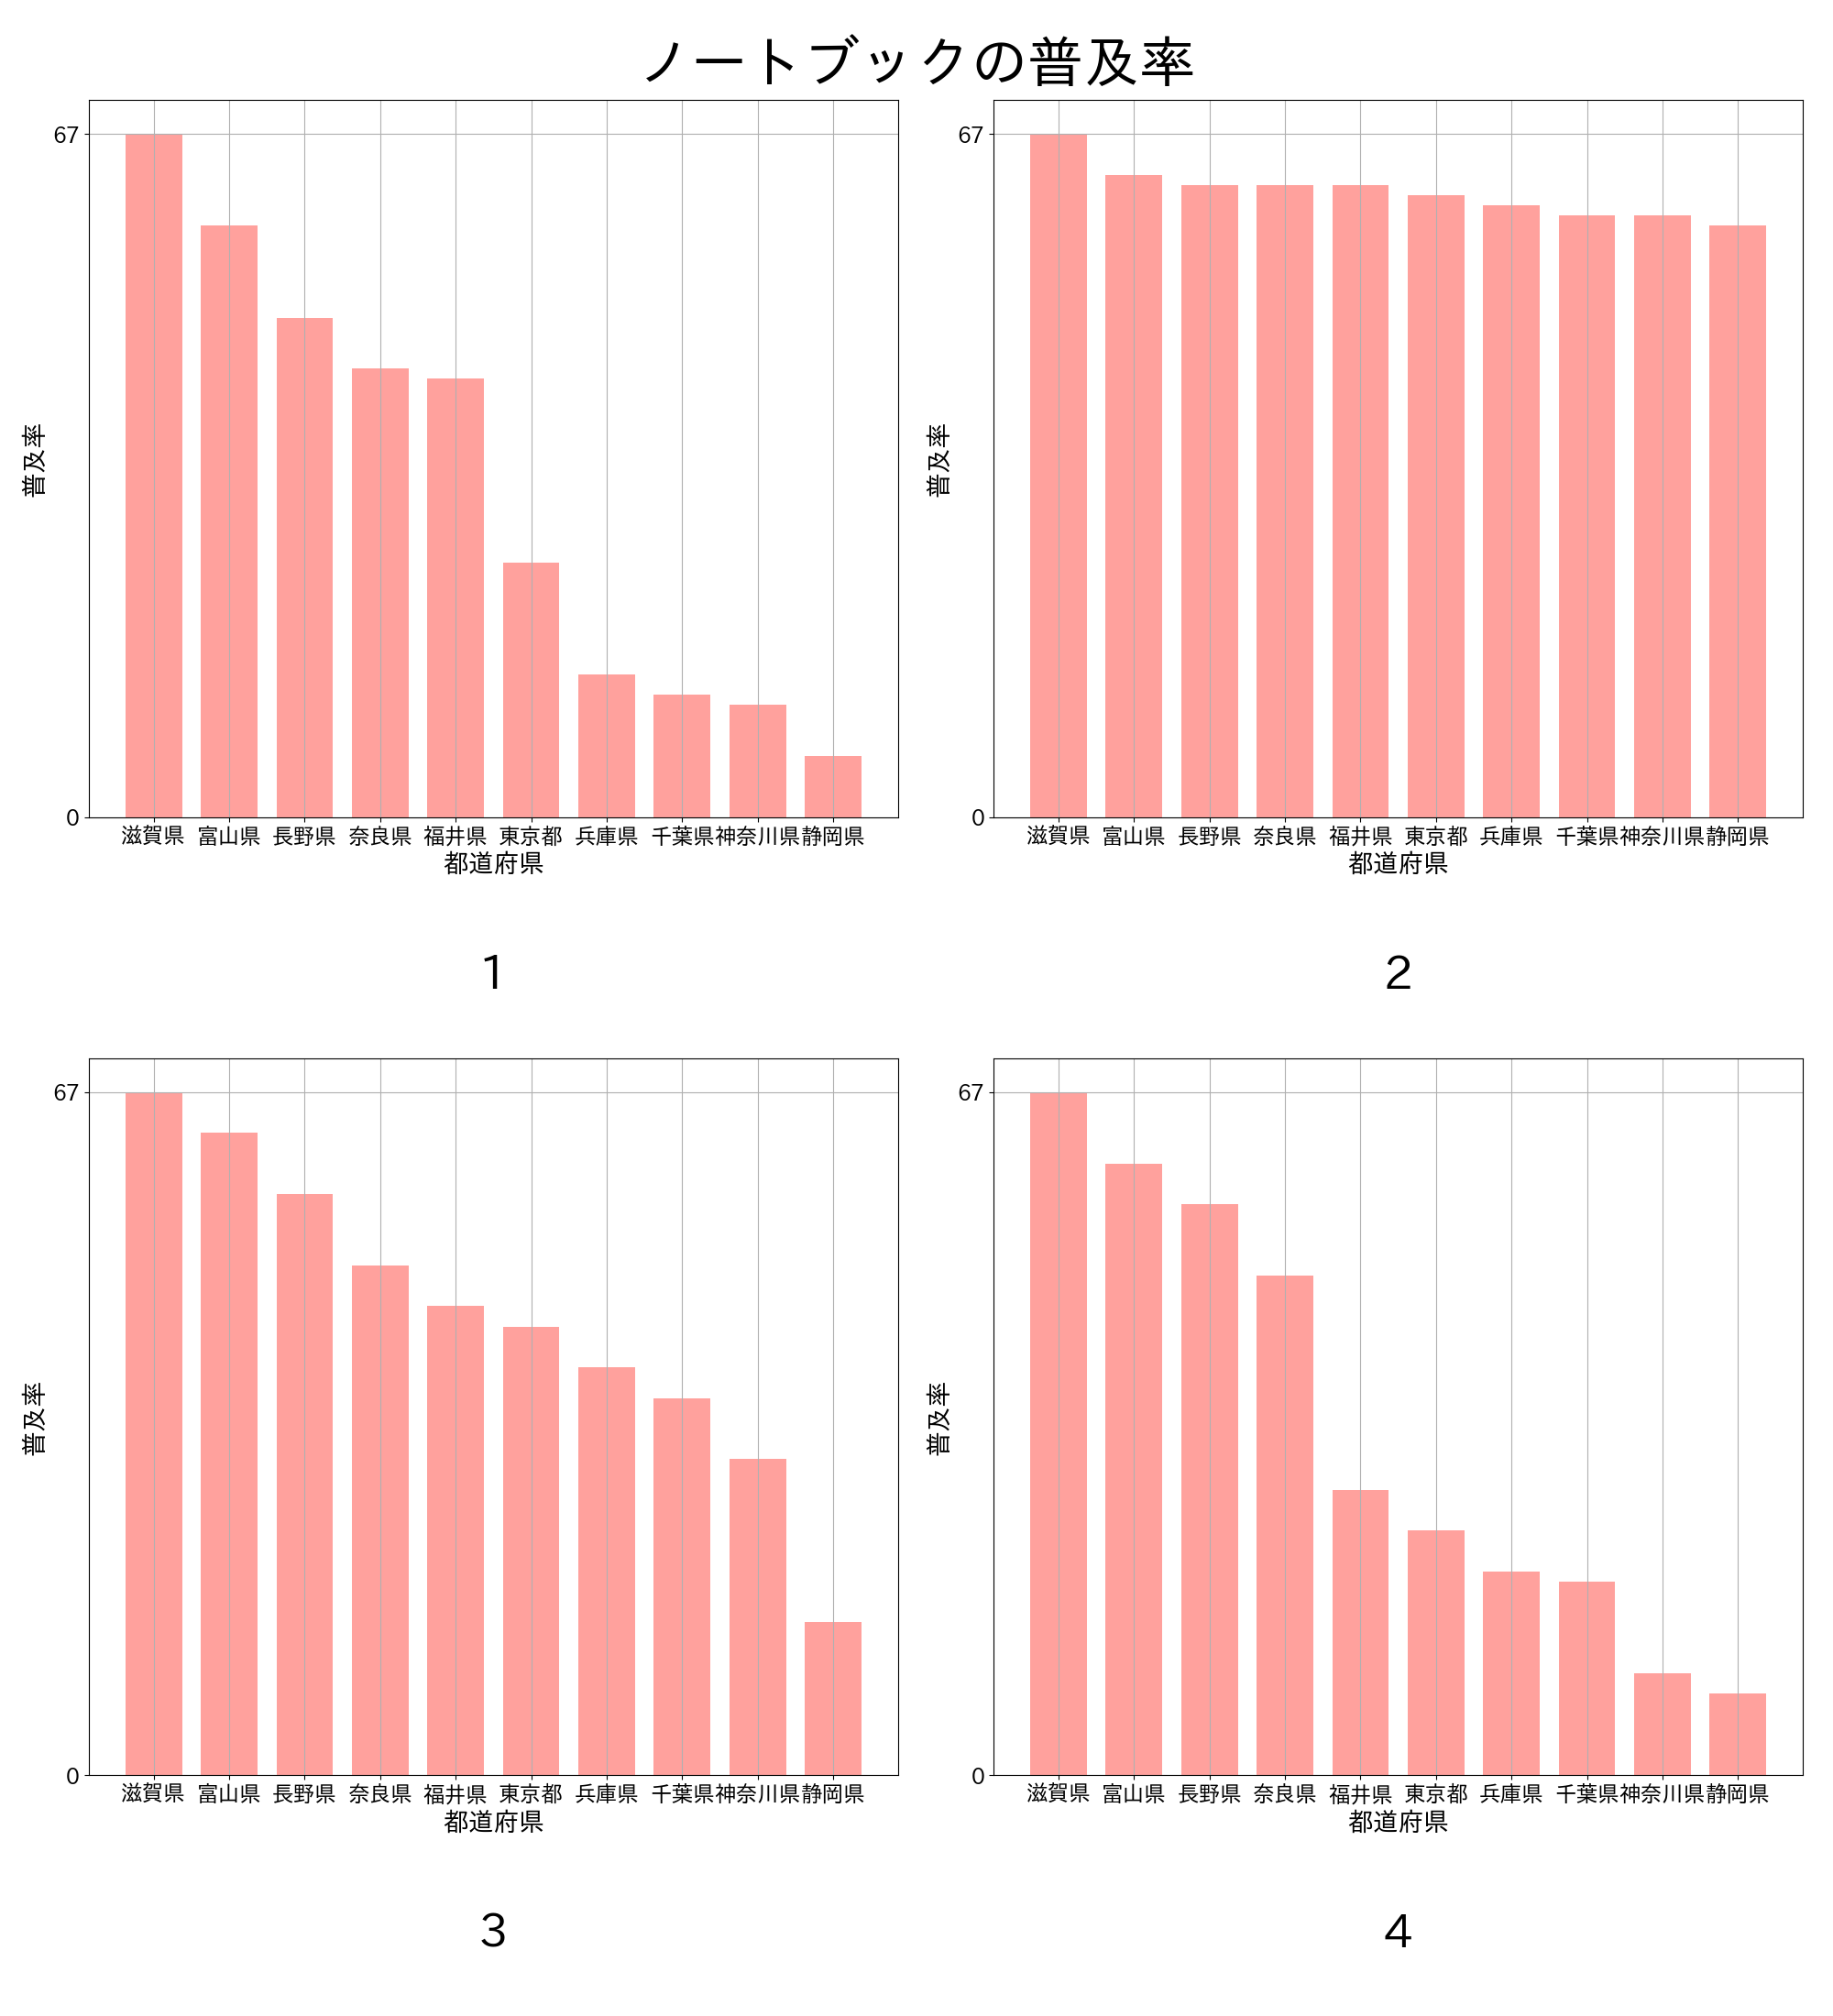 ノートブックの普及率
67
普及率
0
滋賀県 富山県 長野県 奈良県 福井県 東京都 兵庫県 千葉県 神奈川県 静岡県
都道府県
1
67
普及率
0
滋賀県 富山県 長野県 奈良県 福井県 東京都 兵庫県 千葉県 神奈川県 静岡県
都道府県
2
67
普及率
0
滋賀県 富山県 長野県 奈良県 福井県 東京都 兵庫県 千葉県 神奈川県 静岡県
都道府県
3
67
普及率
0
滋賀県 富山県 長野県 奈良県 福井県 東京都 兵庫県 千葉県 神奈川県 静岡県
都道府県
4